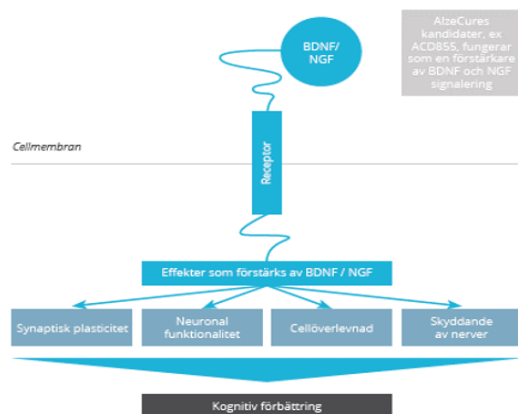 BDNF/
NGF
AlzeCures
kandidater, ex
ACD855, fungerar
som en förstärkare
av BDNF och NGF
signalering
Cellmembran
Receptor
Effekter som förstärks av BDNF / NGF
Synaptisk plasticitet
Neuronal
funktionalitet
Cellöverlevnad
Skyddande
av nerver
Kognitiv förbättring